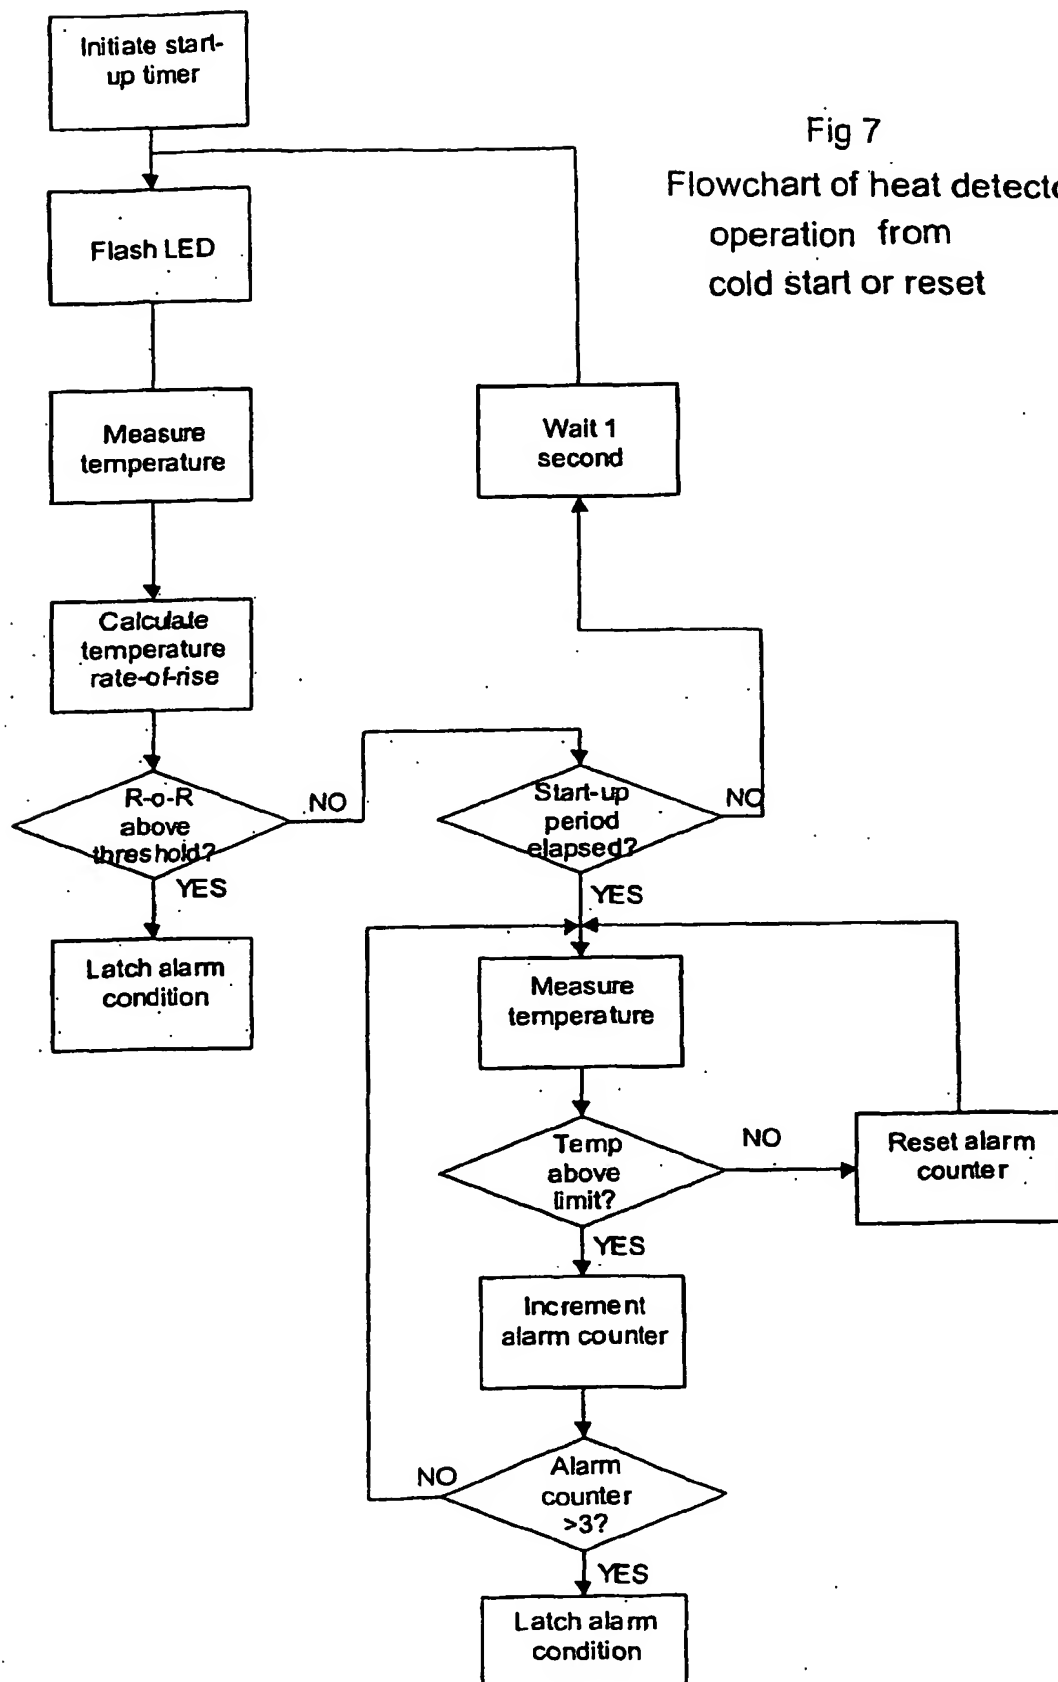 Initiate start-
up timer
Fig 7
Flowchart of heat detecto
operation from
cold start or reset
Flash LED
Measure
temperature
Wait 1
second
Calculate
temperature
rate-of-rise
R-o-R
above
threshold?
NO
YES
Latch alarm
condition
Start-up
period
elapsed?
NO
YES
Measure
temperature
Temp
above
limit?
NO
Reset alarm
counter
YES
Increment
alarm counter
Alarm
counter
>3?
NO
YES
Latch alarm
condition